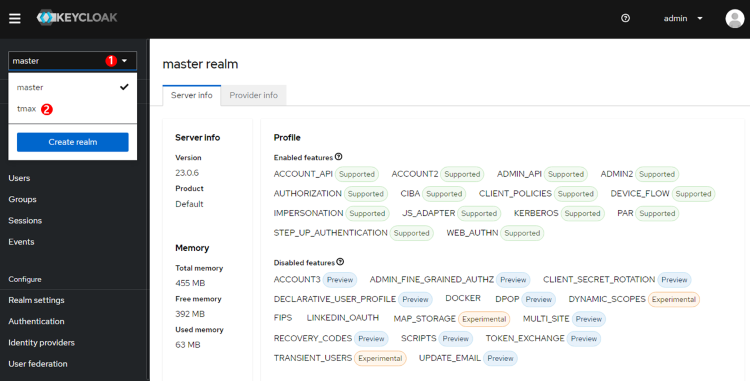 KEYCLOAK
admin
master 1
master
tmax 2
Create realm
Users
Groups
Sessions
Events
Configure
Realm settings
Authentication
Identity providers
User federation
master realm
Server info Provider info
Server info
Version
23.0.6
Product
Default
Memory
Total memory
455 MB
Free memory
392 MB
Used memory
63 MB
Profile
Enabled features
ACCOUNT_API Supported ACCOUNT2 Supported ADMIN_API Supported ADMIN2 Supported
AUTHORIZATION Supported CIBA Supported CLIENT_POLICIES Supported DEVICE_FLOW Supported
IMPERSONATION Supported JS_ADAPTER Supported KERBEROS Supported PAR Supported
STEP_UP_AUTHENTICATION Supported WEB_AUTHN Supported
Disabled features
ACCOUNT3 Preview ADMIN_FINE_GRAINED_AUTHZ Preview CLIENT_SECRET_ROTATION Preview
DECLARATIVE_USER_PROFILE Preview DOCKER DPOP Preview DYNAMIC_SCOPES Experimental
FIPS LINKEDIN_OAUTH MAP_STORAGE Experimental MULTI_SITE Preview
RECOVERY_CODES Preview SCRIPTS Preview TOKEN_EXCHANGE Preview
TRANSIENT_USERS Experimental UPDATE_EMAIL Preview